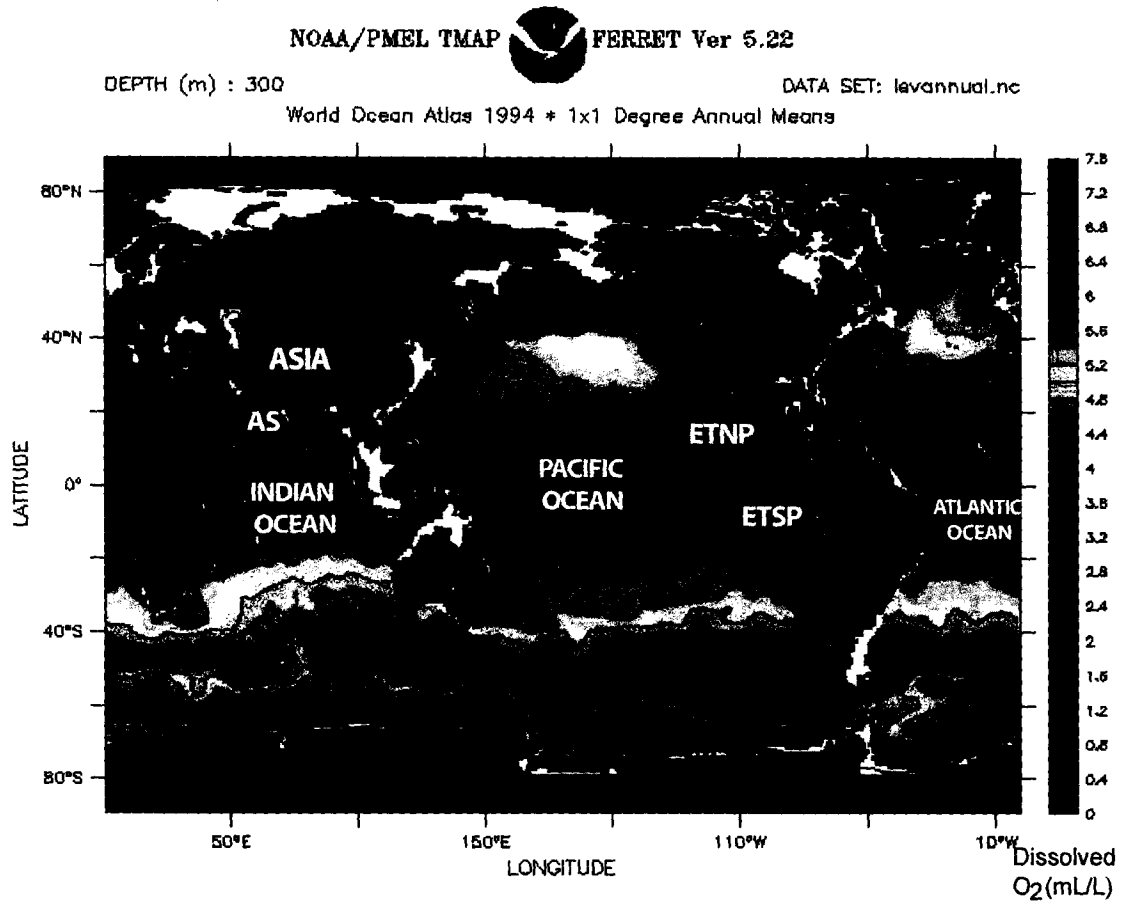 NOAA/PMEL TMAP FERRET Ver 5.22
DEPTH (m) : 300 DATA SET: levannual.nc
World Ocean Atlas 1994 * 1x1 Degree Annual Means
80°N
40°N
0°
40°S
80°S
LATITUDE
ASIA
AS
ETNP
PACIFIC
OCEAN
INDIAN
OCEAN
ETSP
ATLANTIC
OCEAN
7.8
7.2
6.8
6.4
6
5.6
5.2
4.8
4.4
4
3.6
3.2
2.8
2.4
2
1.6
1.2
0.8
0.4
0
50°E 150°E 110°W 10°W
LONGITUDE
Dissolved
O2(mL/L)